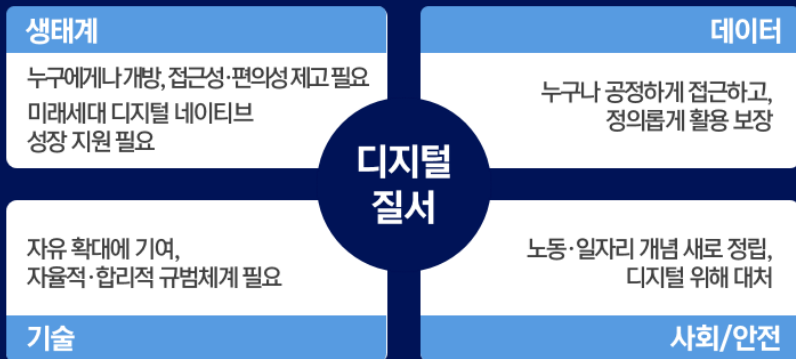 생태계
누구에게나 개방, 접근성·편의성 제고 필요
미래세대 디지털 네이티브
성장 지원 필요
데이터
누구나 공정하게 접근하고,
정의롭게 활용 보장
디지털
질서
자유 확대에 기여,
자율적·합리적 규범체계 필요
기술
노동·일자리 개념 새로 정립,
디지털 위해 대처
사회/안전